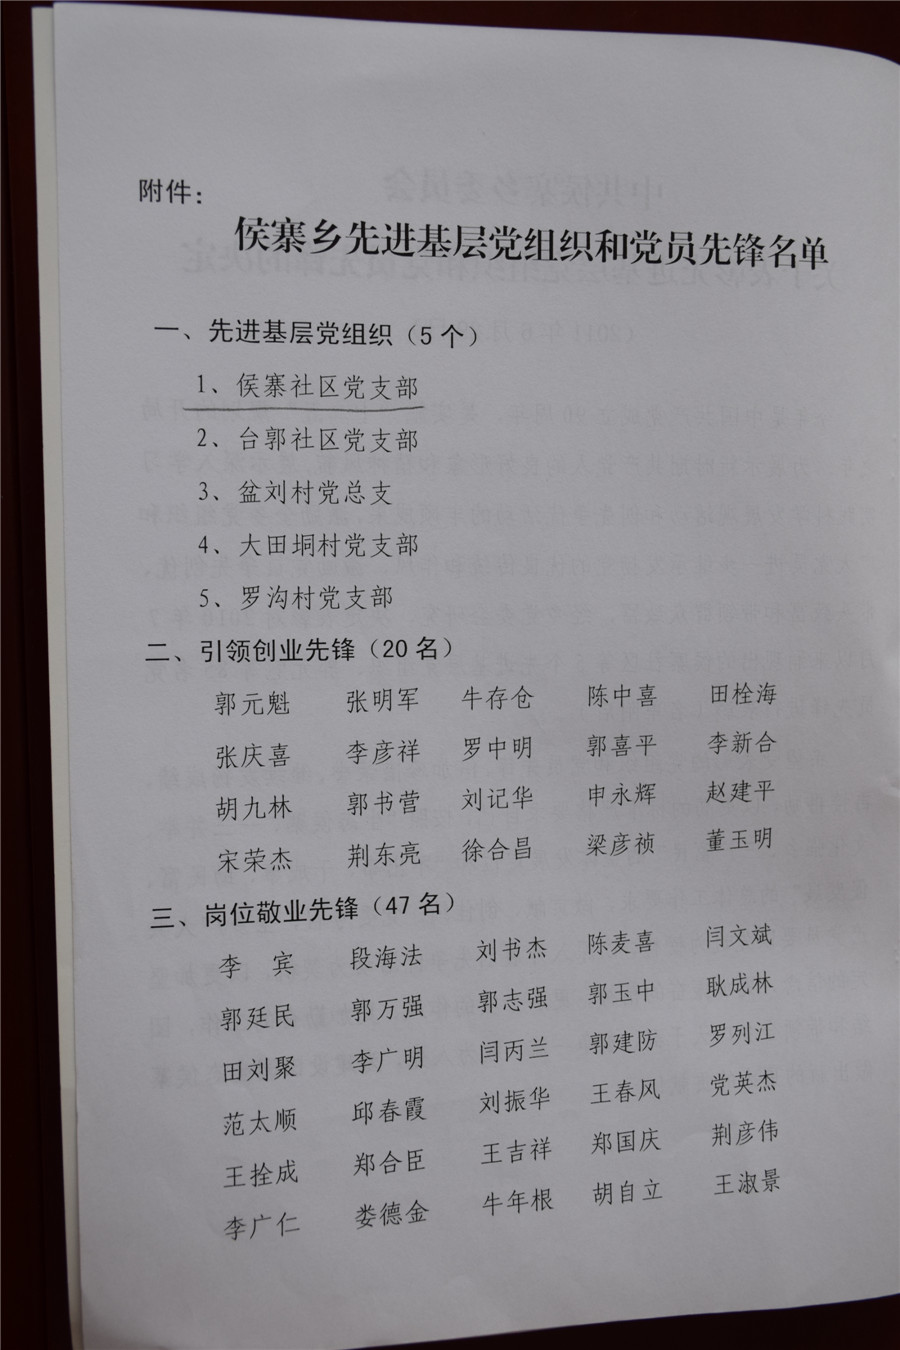 附件：
侯寨乡先进基层党组织和党员先锋名单
一、先进基层党组织（5个）
1、侯寨社区党支部
2、台郭社区党支部
3、盆刘村党总支
4、大田垌村党支部
5、罗沟村党支部
二、引领创业先锋（20名）
郭元魁 张明军 牛存仓 陈中喜 田栓海
张庆喜 李彦祥 罗中明 郭喜平 李新合
胡九林 郭书营 刘记华 申永辉 赵建平
宋荣杰 荆东亮 徐合昌 梁彦祯 董玉明
三、岗位敬业先锋（47名）
李 宾 段海法 刘书杰 陈麦喜 闫文斌
郭廷民 郭万强 郭志强 郭玉中 耿成林
田刘聚 李广明 闫丙兰 郭建防 罗列江
范太顺 邱春霞 刘振华 王春风 党英杰
王拴成 郑合臣 王吉祥 郑国庆 荆彦伟
李广仁 娄德金 牛年根 胡自立 王淑景